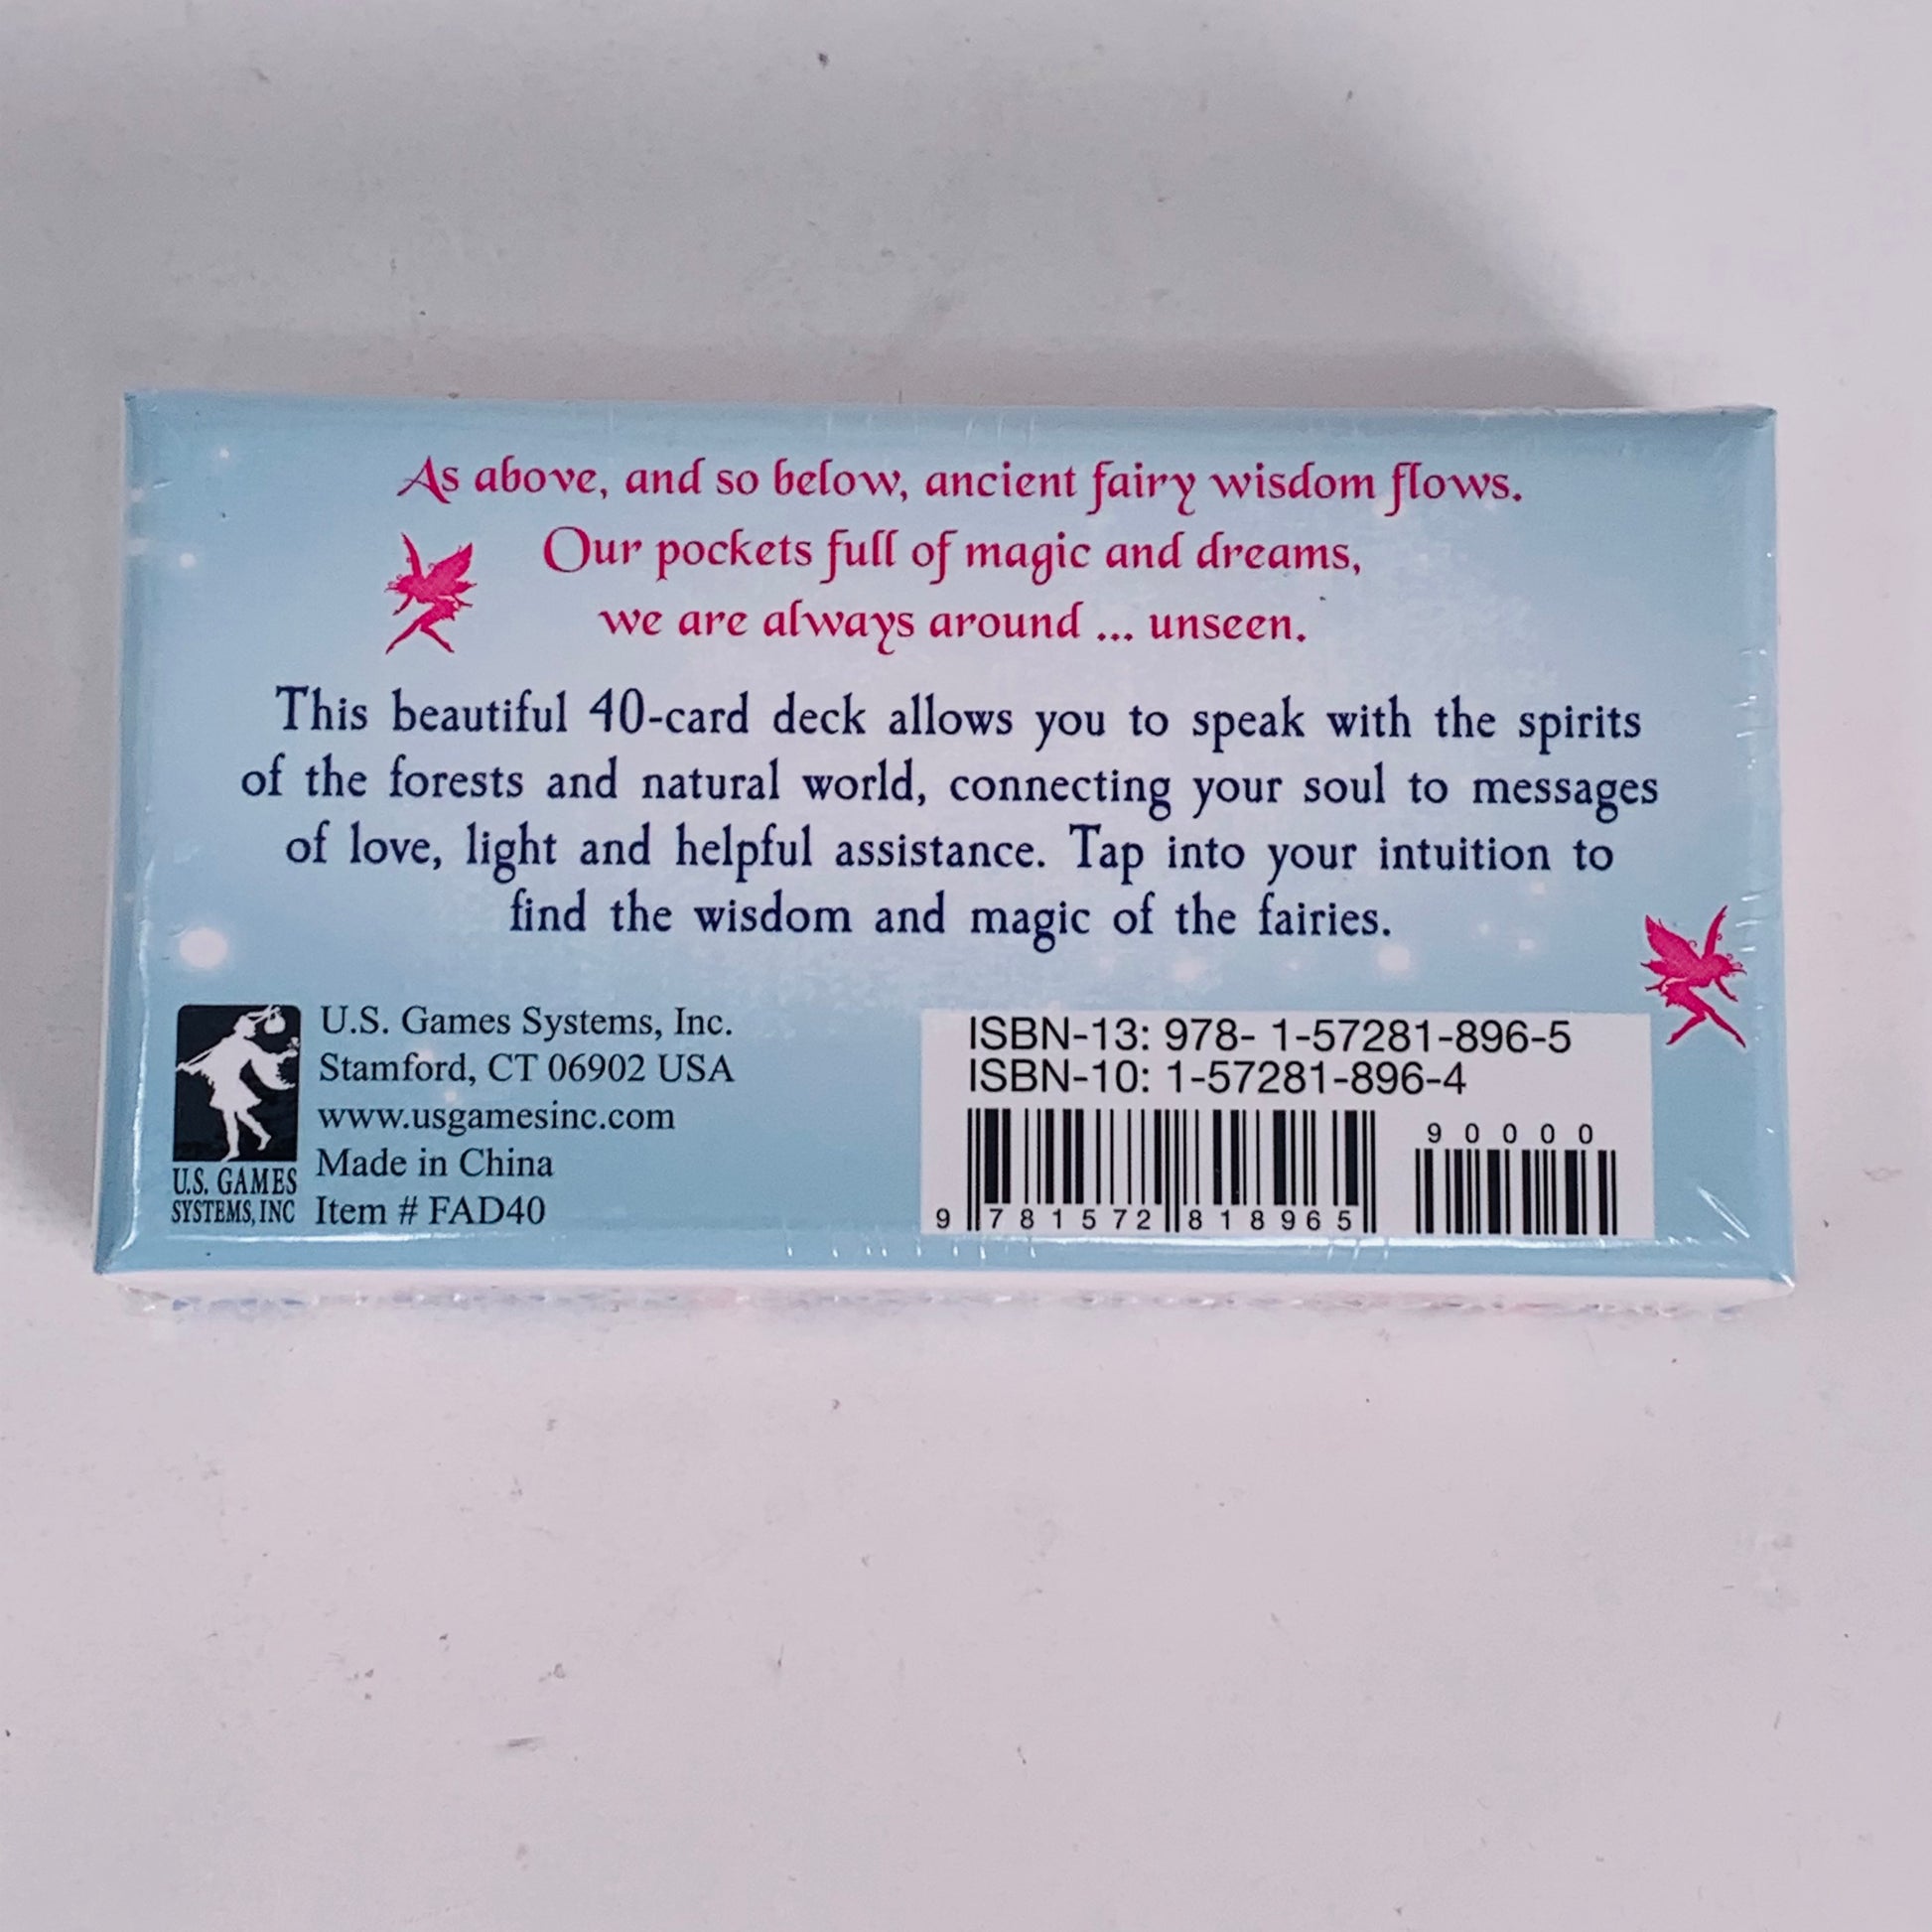 As above, and so below, ancient fairy wisdom flows.
Our pockets full of magic and dreams,
we are always around ... unseen.
This beautiful 40-card deck allows you to speak with the spirits
of the forests and natural world, connecting your soul to messages
of love, light and helpful assistance. Tap into your intuition to
find the wisdom and magic of the fairies.
U.S. GAMES
SYSTEMS, INC
U.S. Games Systems, Inc.
Stamford, CT 06902 USA
www.usgamesinc.com
Made in China
Item # FAD40
ISBN-13: 978- 1-57281-896-5
ISBN-10: 1-57281-896-4
9 0 0 0 0
9 781572 818965